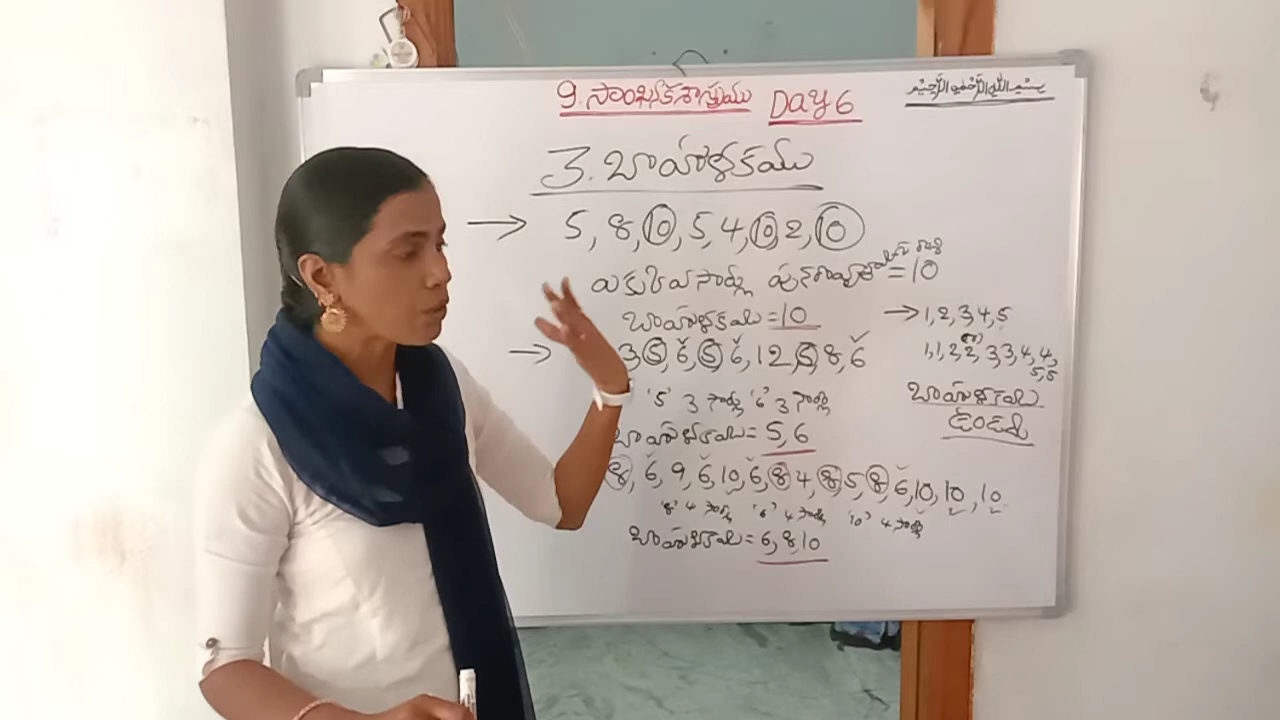 9. సాంఖ్యకశాస్త్రము DAY 6
بسم الله الرحمن الرحيم
3. బాహుళకము
→ 5, 8, 10, 5, 4, 10, 2, 10
ఎక్కువసార్లు పునరావృతమైన రాశి = 10
బాహుళకము = 10
→ 3, 5, 6, 5, 6, 12, 5, 8, 6
'5' 3 సార్లు '6' 3 సార్లు
బాహుళకము = 5, 6
8, 6, 9, 6, 10, 6, 8, 4, 8, 5, 8, 6, 10, 10, 10
'8' 4 సార్లు '6' 4 సార్లు '10' 4 సార్లు
బాహుళకము = 6, 8, 10
→ 1, 2, 3, 4, 5
1, 1, 2, 2, 3, 3, 4, 4,
5, 5
బాహుళకము
ఉండదు